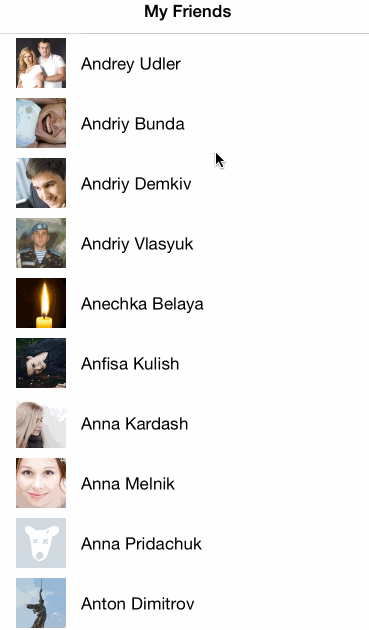 My Friends
Andrey Udler
Andriy Bunda
Andriy Demkiv
Andriy Vlasyuk
Anechka Belaya
Anfisa Kulish
Anna Kardash
Anna Melnik
Anna Pridachuk
Anton Dimitrov